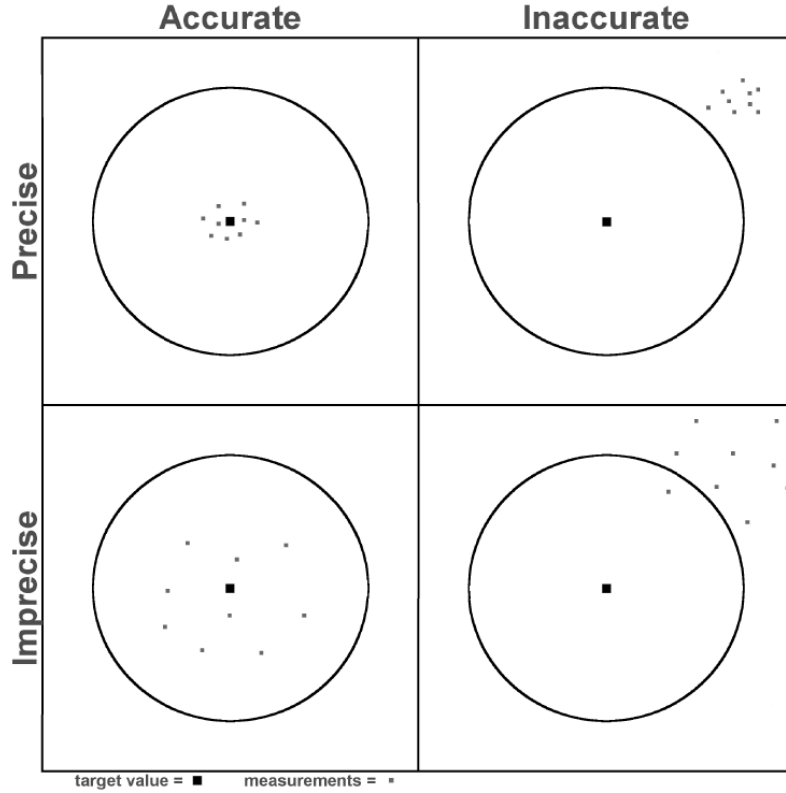 Accurate
Inaccurate
Precise
Imprecise
target value = ■
measurements = ▪